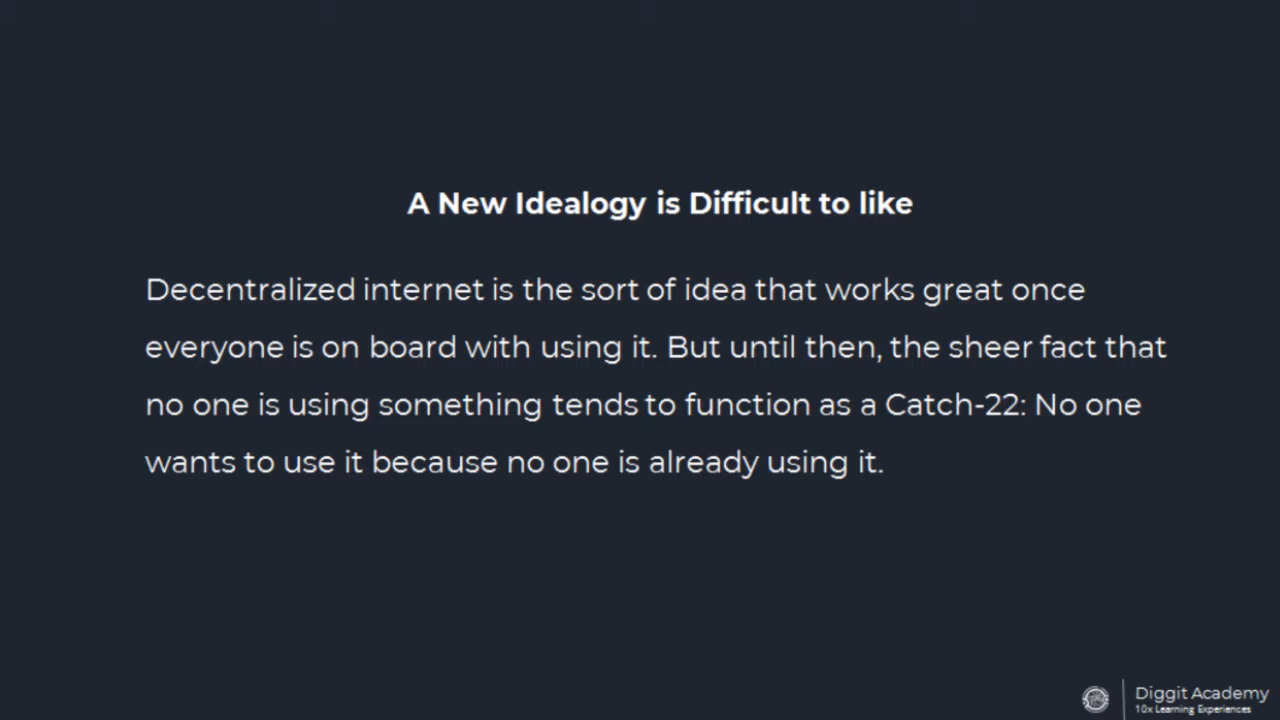 A New Idealogy is Difficult to like
Decentralized internet is the sort of idea that works great once
everyone is on board with using it. But until then, the sheer fact that
no one is using something tends to function as a Catch-22: No one
wants to use it because no one is already using it.
Diggit Academy
10x Learning Experiences